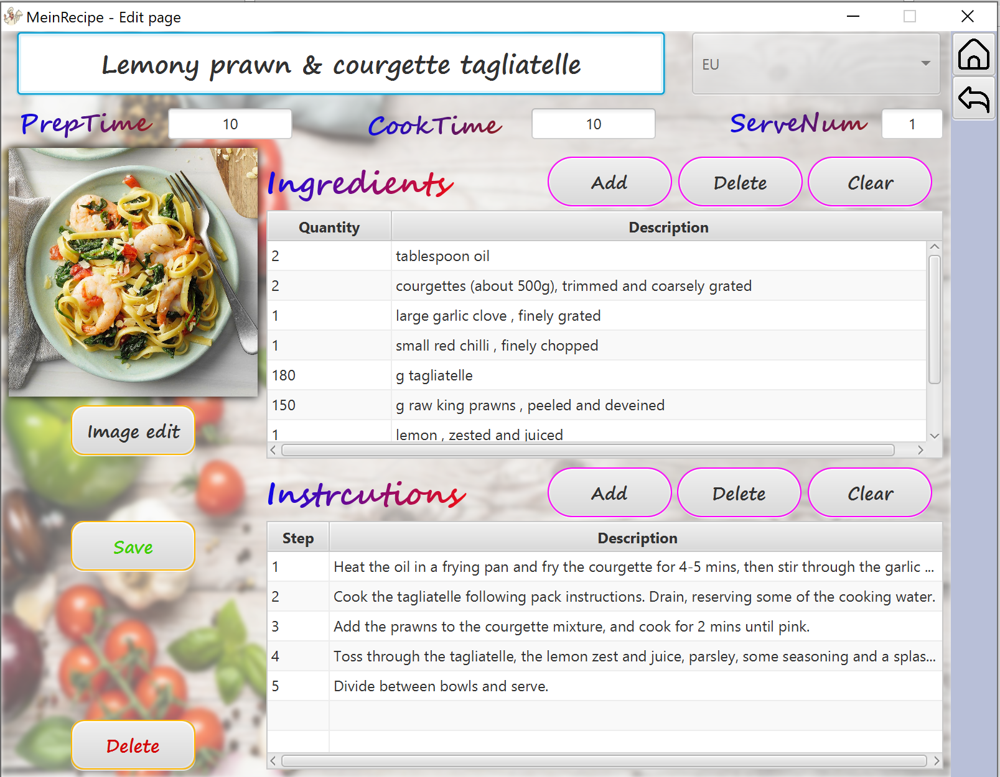 MeinRecipe - Edit page
Lemony prawn & courgette tagliatelle
EU
PrepTime 10 CookTime 10 ServeNum 1
Ingredients Add Delete Clear
Quantity Description
2 tablespoon oil
2 courgettes (about 500g), trimmed and coarsely grated
1 large garlic clove , finely grated
1 small red chilli , finely chopped
180 g tagliatelle
150 g raw king prawns , peeled and deveined
1 lemon , zested and juiced
Image edit
Instrcutions Add Delete Clear
Save
Step Description
1 Heat the oil in a frying pan and fry the courgette for 4-5 mins, then stir through the garlic ...
2 Cook the tagliatelle following pack instructions. Drain, reserving some of the cooking water.
3 Add the prawns to the courgette mixture, and cook for 2 mins until pink.
4 Toss through the tagliatelle, the lemon zest and juice, parsley, some seasoning and a splas...
5 Divide between bowls and serve.
Delete